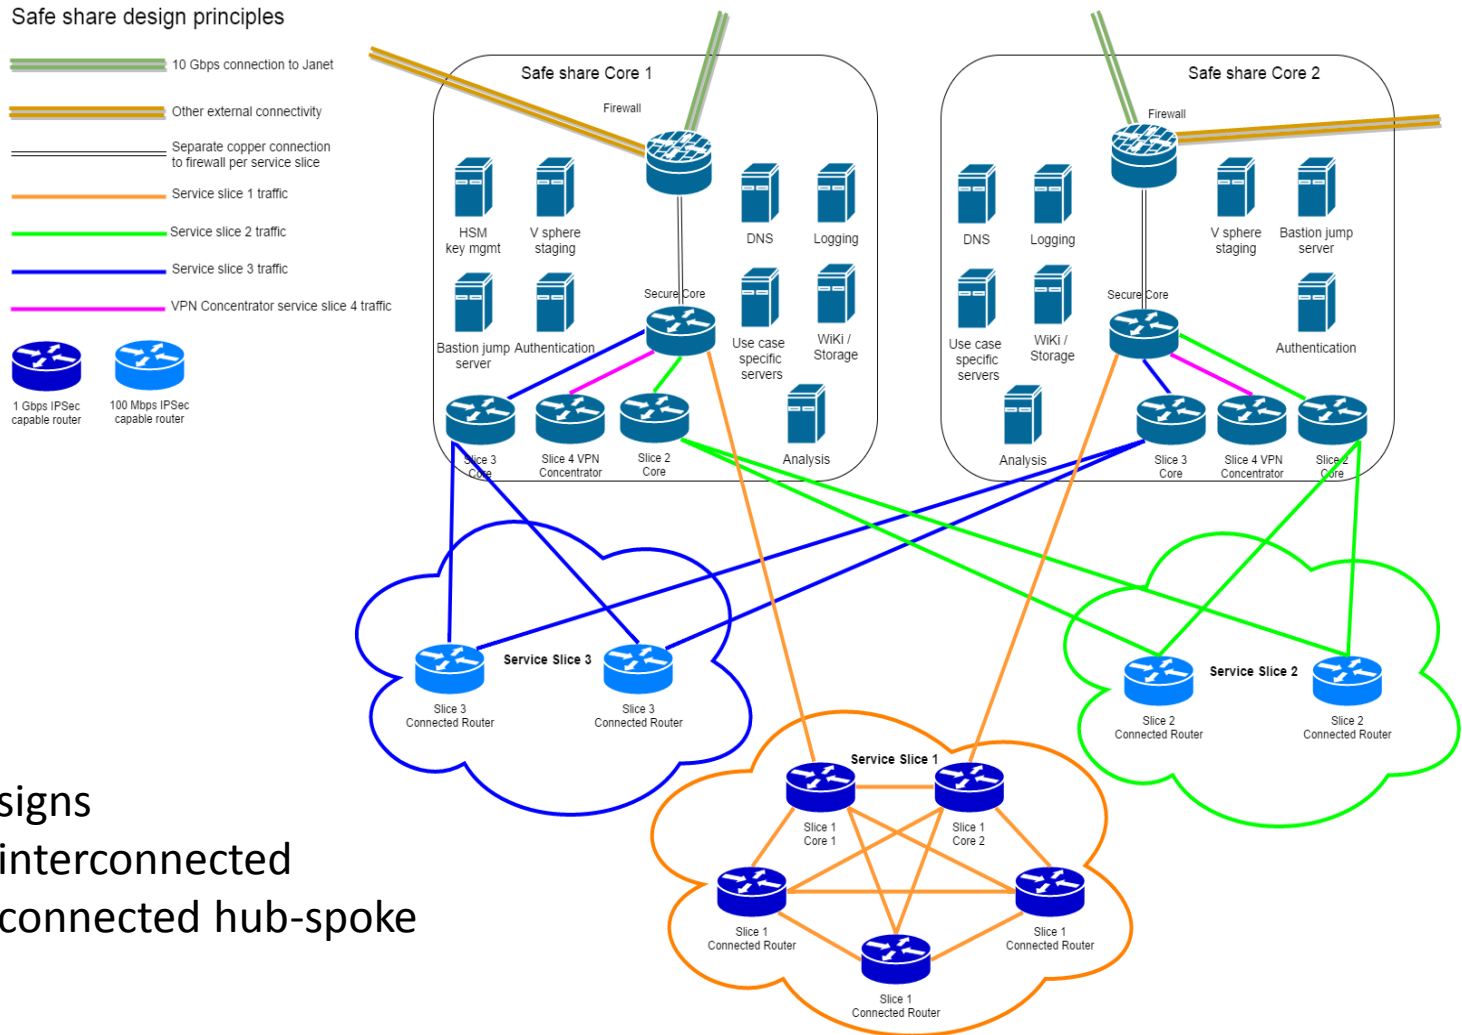 Safe share design principles
10 Gbps connection to Janet
Other external connectivity
Separate copper connection
to firewall per service slice
Service slice 1 traffic
Service slice 2 traffic
Service slice 3 traffic
VPN Concentrator service slice 4 traffic
1 Gbps IPSec
capable router
100 Mbps IPSec
capable router
Safe share Core 1
Firewall
HSM
key mgmt
V sphere
staging
DNS
Logging
Secure Core
Bastion jump
server
Authentication
Use case
specific
servers
WiKi /
Storage
Slice 3
Core
Slice 4 VPN
Concentrator
Slice 2
Core
Analysis
Safe share Core 2
Firewall
DNS
Logging
V sphere
staging
Bastion jump
server
Secure Core
Use case
specific
servers
WiKi /
Storage
Authentication
Analysis
Slice 3
Core
Slice 4 VPN
Concentrator
Slice 2
Core
Service Slice 3
Slice 3
Connected Router
Slice 3
Connected Router
Service Slice 2
Slice 2
Connected Router
Slice 2
Connected Router
Service Slice 1
Slice 1
Core 1
Slice 1
Core 2
Slice 1
Connected Router
Slice 1
Connected Router
Slice 1
Connected Router
signs
interconnected
connected hub-spoke